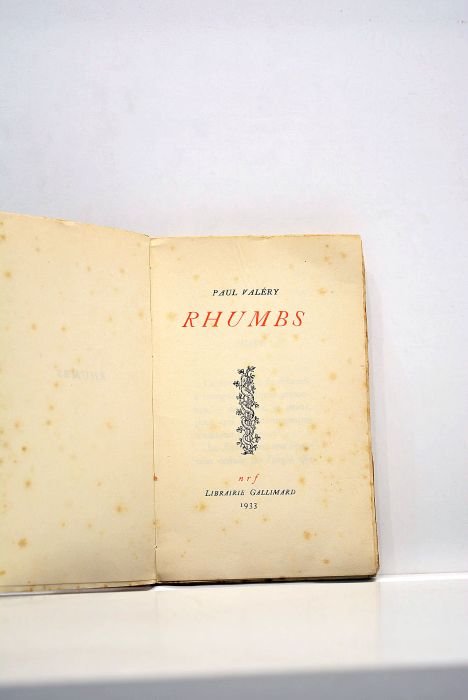 PAUL VALÉRY
RHUMBS
nrf
LIBRAIRIE GALLIMARD
1933